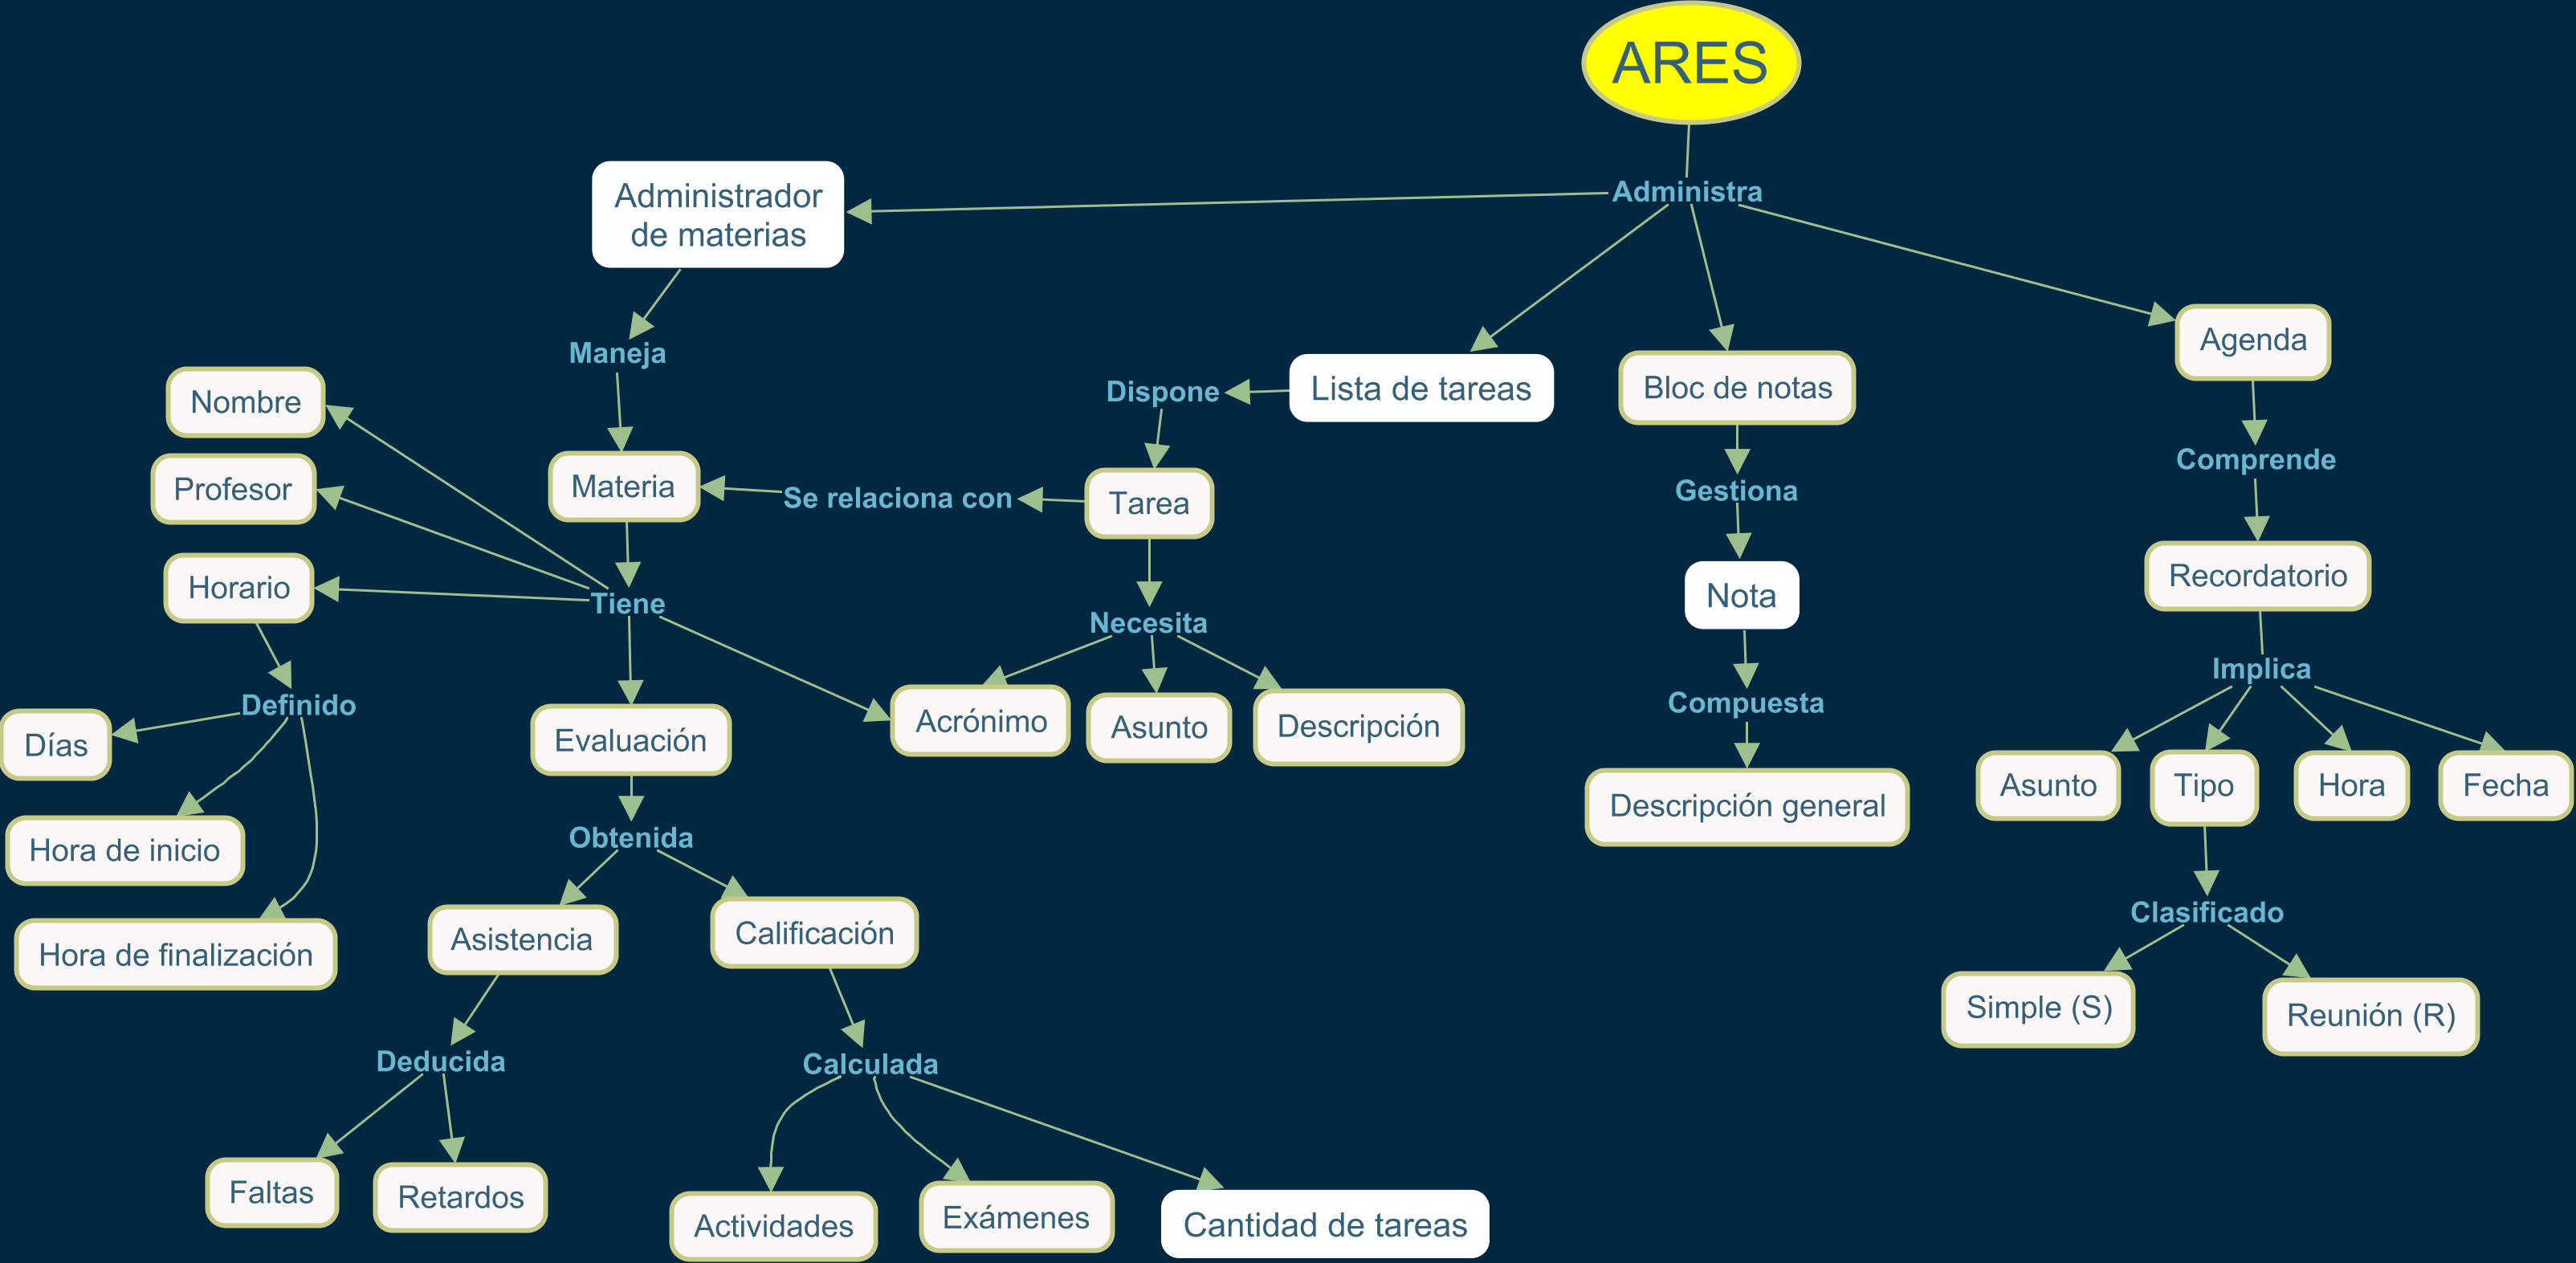 ARES
Administra
Administrador
de materias
Maneja
Lista de tareas
Bloc de notas
Agenda
Dispone
Nombre
Profesor
Horario
Materia
Se relaciona con
Tarea
Gestiona
Comprende
Tiene
Necesita
Nota
Recordatorio
Implica
Definido
Días
Hora de inicio
Hora de finalización
Evaluación
Acrónimo
Asunto
Descripción
Compuesta
Descripción general
Asunto
Tipo
Hora
Fecha
Obtenida
Clasificado
Asistencia
Calificación
Simple (S)
Reunión (R)
Deducida
Calculada
Faltas
Retardos
Actividades
Exámenes
Cantidad de tareas